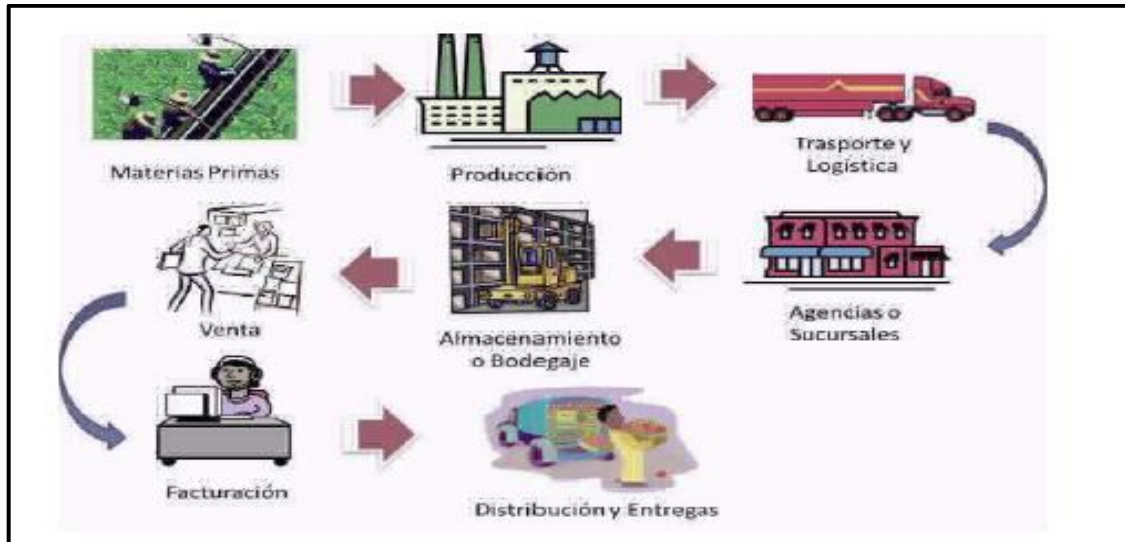 Materias Primas
Producción
Trasporte y
Logística
Agencias o
Sucursales
Almacenamiento
o Bodegaje
Venta
Facturación
Distribución y Entregas